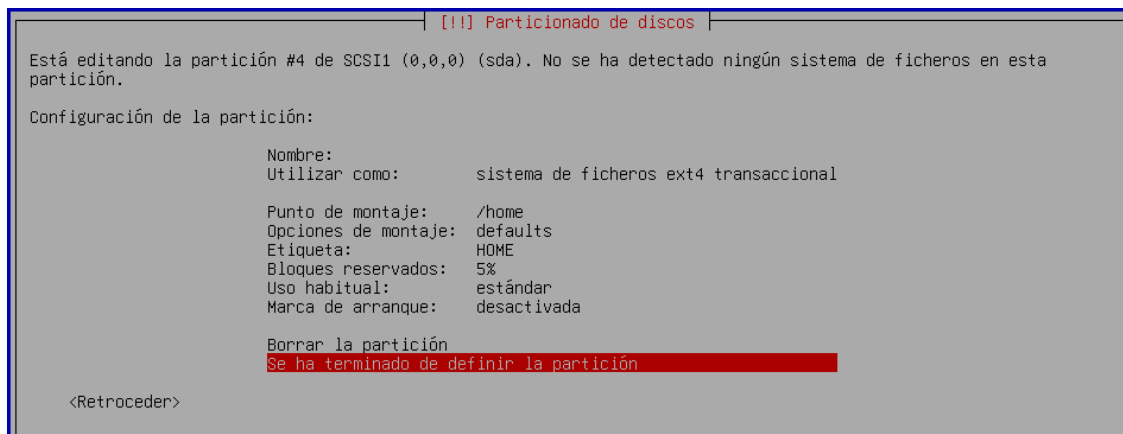 [!!] Particionado de discos
Está editando la partición #4 de SCSI1 (0,0,0) (sda). No se ha detectado ningún sistema de ficheros en esta
partición.
Configuración de la partición:
Nombre:
Utilizar como: sistema de ficheros ext4 transaccional
Punto de montaje: /home
Opciones de montaje: defaults
Etiqueta: HOME
Bloques reservados: 5%
Uso habitual: estándar
Marca de arranque: desactivada
Borrar la partición
Se ha terminado de definir la partición
<Retroceder>